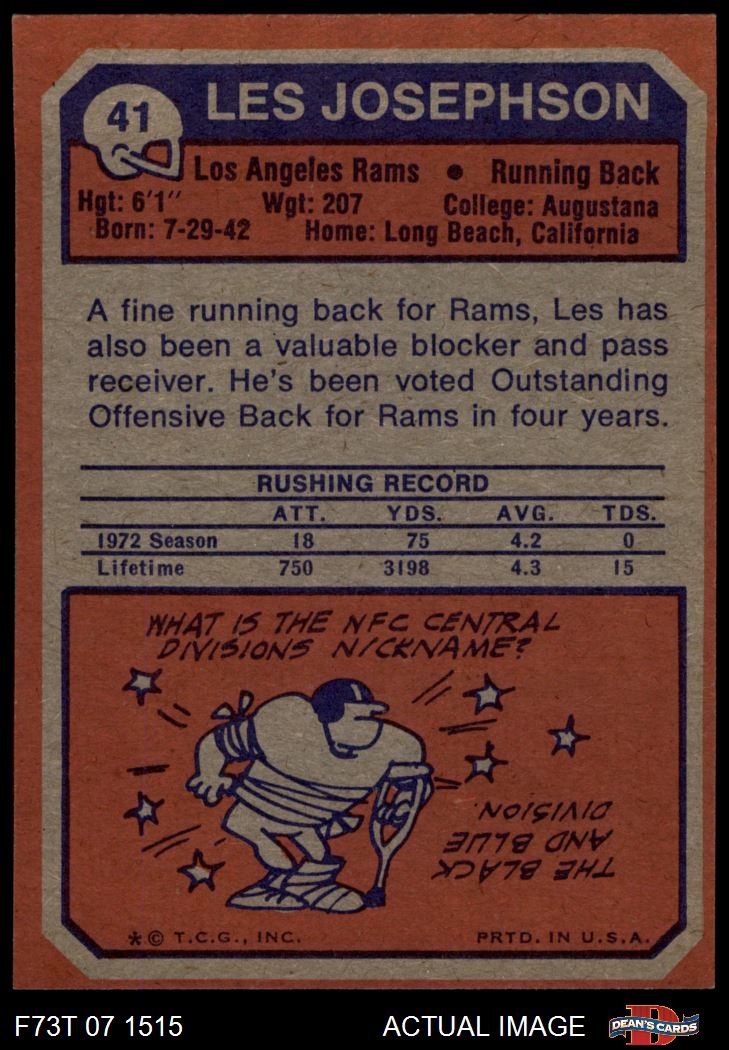 41
LES JOSEPHSON
Los Angeles Rams • Running Back
Hgt: 6'1" Wgt: 207 College: Augustana
Born: 7-29-42 Home: Long Beach, California
A fine running back for Rams, Les has
also been a valuable blocker and pass
receiver. He's been voted Outstanding
Offensive Back for Rams in four years.
RUSHING RECORD
ATT. YDS. AVG. TDS.
1972 Season 18 75 4.2 0
Lifetime 750 3198 4.3 15
WHAT IS THE NFC CENTRAL
DIVISIONS NICKNAME?
THE BLACK
AND BLUE
DIVISION.
* © T.C.G., INC. PRTD. IN U.S.A.
F73T 07 1515 ACTUAL IMAGE
D
DEAN'S CARDS